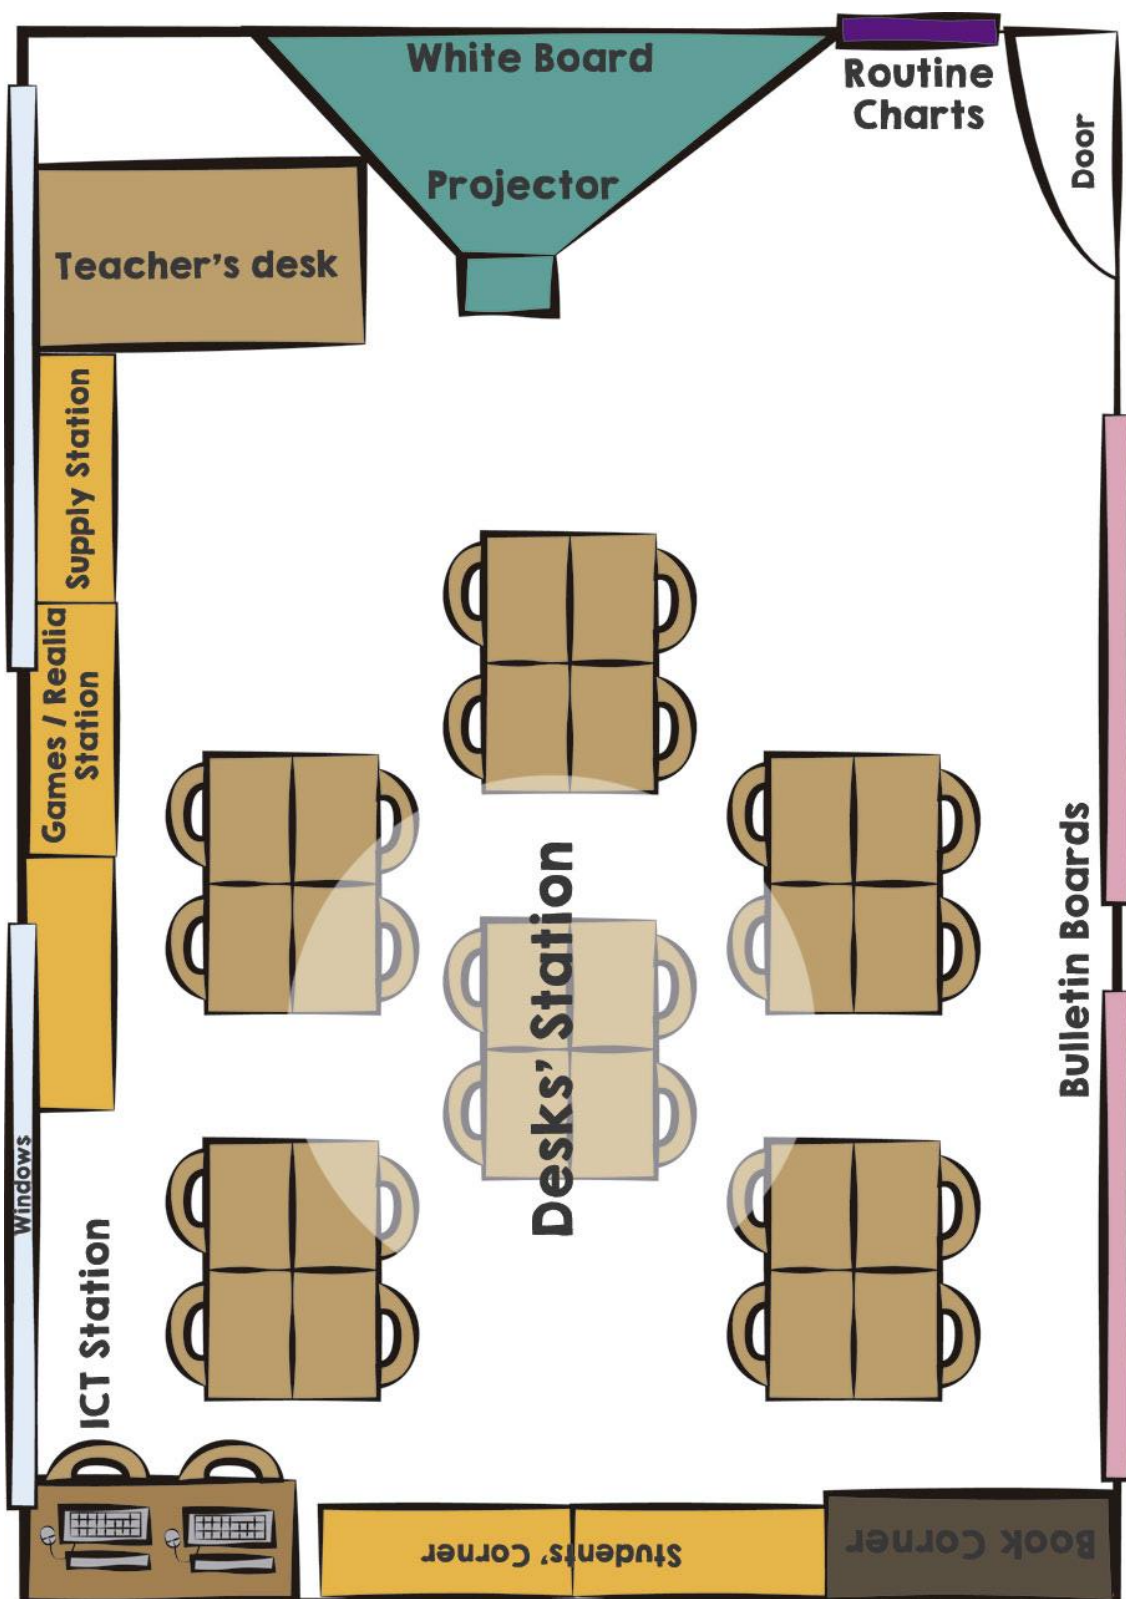 White Board
Routine
Charts
Door
Projector
Teacher's desk
Supply Station
Games / Realia
Station
Desks' Station
Bulletin Boards
Windows
ICT Station
Students' Corner
Book Corner